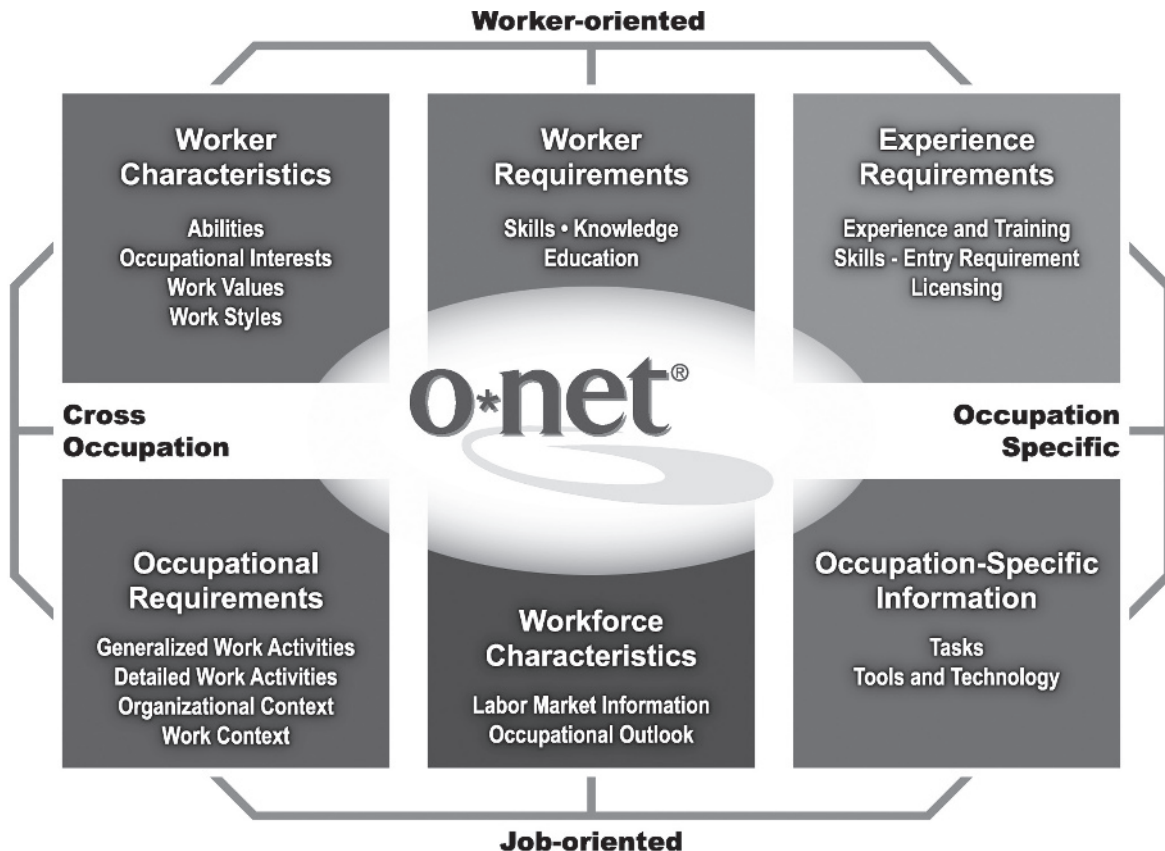 Worker-oriented
Worker
Characteristics
Abilities
Occupational Interests
Work Values
Work Styles
Worker
Requirements
Skills • Knowledge
Education
Experience
Requirements
Experience and Training
Skills - Entry Requirement
Licensing
o*net®
Cross
Occupation
Occupation
Specific
Occupational
Requirements
Generalized Work Activities
Detailed Work Activities
Organizational Context
Work Context
Workforce
Characteristics
Labor Market Information
Occupational Outlook
Occupation-Specific
Information
Tasks
Tools and Technology
Job-oriented